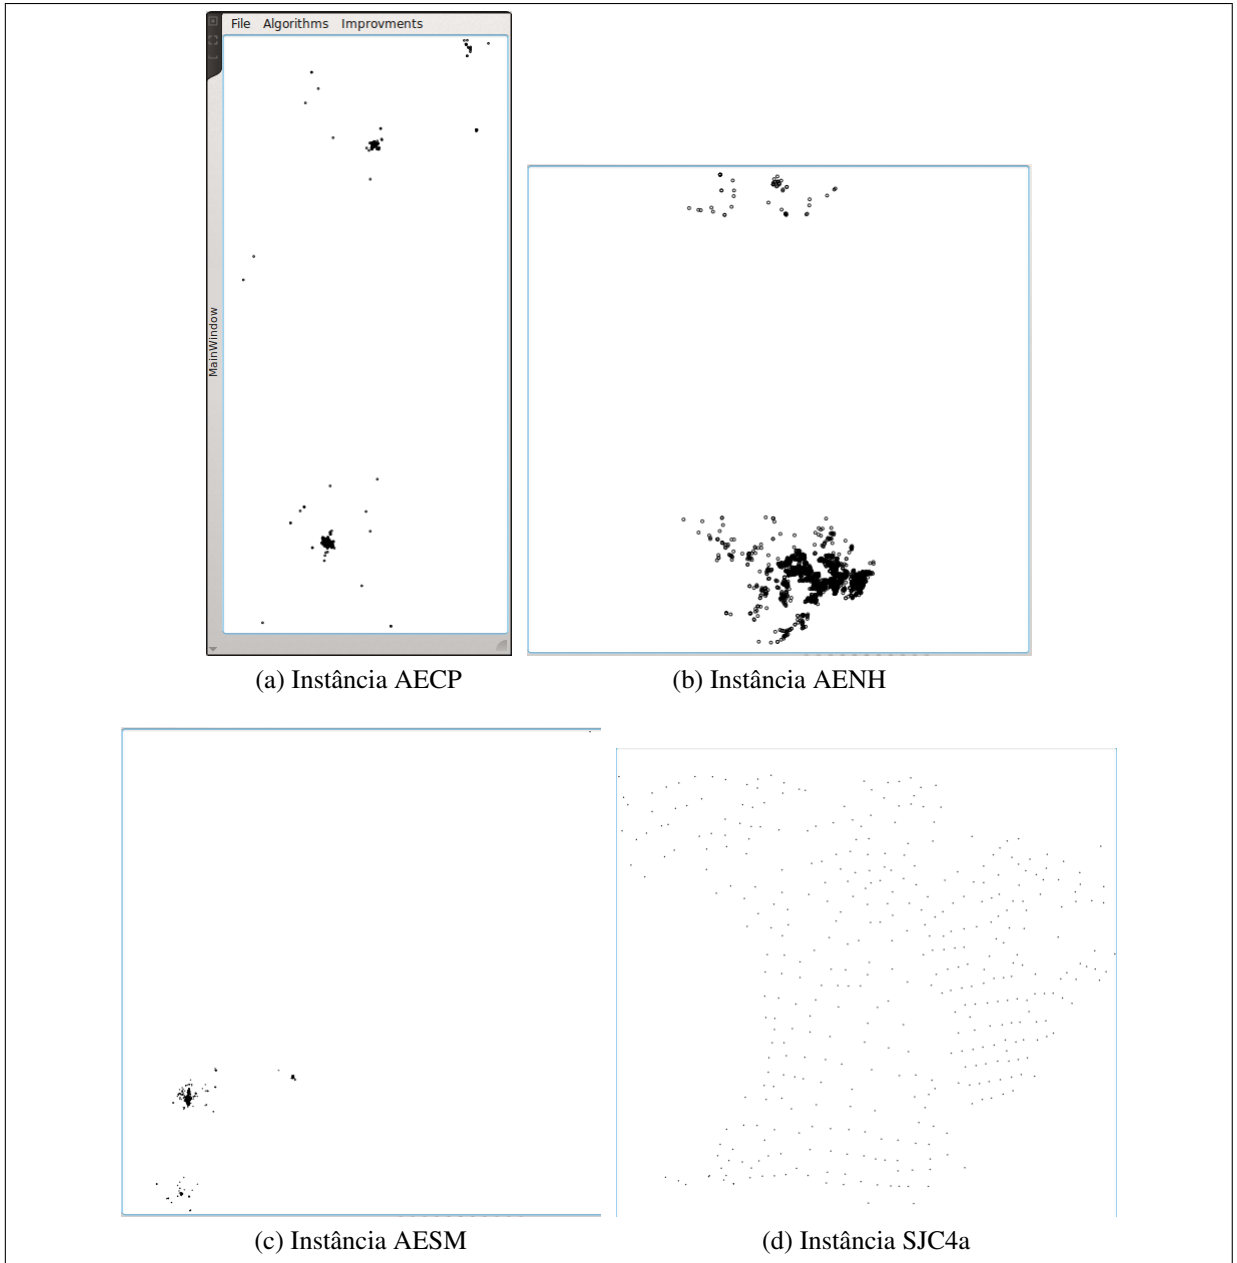 File Algorithms Improvments
MainWindow
(a) Instância AECP
(b) Instância AENH
(c) Instância AESM
(d) Instância SJC4a